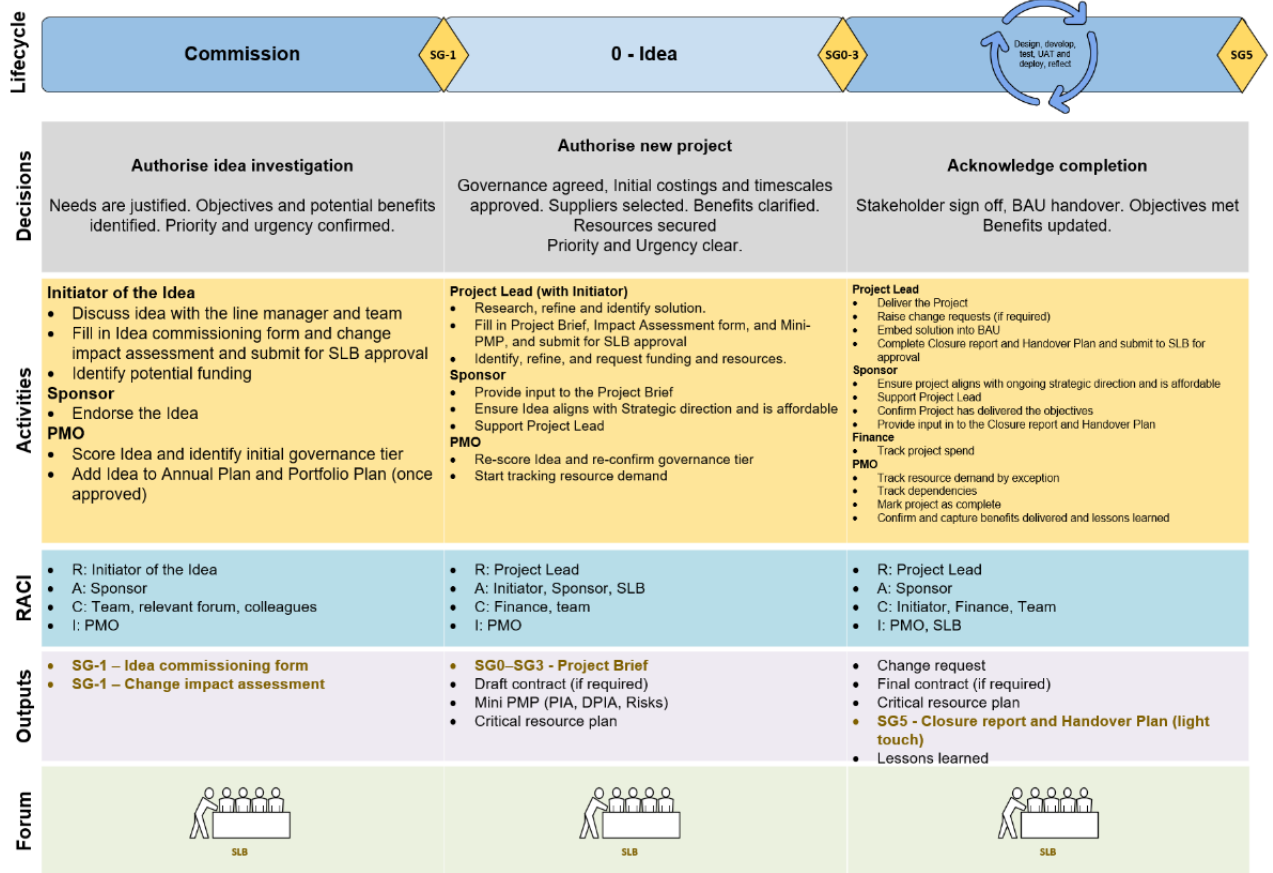 Lifecycle
Commission
SG-1
0 - Idea
SG0-3
Design, develop,
test, UAT and
deploy, reflect
SG5
Decisions
Authorise idea investigation
Needs are justified. Objectives and potential benefits
identified. Priority and urgency confirmed.
Authorise new project
Governance agreed, Initial costings and timescales
approved. Suppliers selected. Benefits clarified.
Resources secured
Priority and Urgency clear.
Acknowledge completion
Stakeholder sign off, BAU handover. Objectives met
Benefits updated.
Activities
Initiator of the Idea
• Discuss idea with the line manager and team
• Fill in Idea commissioning form and change
impact assessment and submit for SLB approval
• Identify potential funding
Sponsor
• Endorse the Idea
PMO
• Score Idea and identify initial governance tier
• Add Idea to Annual Plan and Portfolio Plan (once
approved)
Project Lead (with Initiator)
• Research, refine and identify solution.
• Fill in Project Brief, Impact Assessment form, and Mini-
PMP, and submit for SLB approval
• Identify, refine, and request funding and resources.
Sponsor
• Provide input to the Project Brief
• Ensure Idea aligns with Strategic direction and is affordable
• Support Project Lead
PMO
• Re-score Idea and re-confirm governance tier
• Start tracking resource demand
Project Lead
• Deliver the Project
• Raise change requests (if required)
• Embed solution into BAU
• Complete Closure report and Handover Plan and submit to SLB for
approval
Sponsor
• Ensure project aligns with ongoing strategic direction and is affordable
• Support Project Lead
• Confirm Project has delivered the objectives
• Provide input in to the Closure report and Handover Plan
Finance
• Track project spend
PMO
• Track resource demand by exception
• Track dependencies
• Mark project as complete
• Confirm and capture benefits delivered and lessons learned
RACI
• R: Initiator of the Idea
• A: Sponsor
• C: Team, relevant forum, colleagues
• I: PMO
• R: Project Lead
• A: Initiator, Sponsor, SLB
• C: Finance, team
• I: PMO
• R: Project Lead
• A: Sponsor
• C: Initiator, Finance, Team
• I: PMO, SLB
Outputs
• SG-1 – Idea commissioning form
• SG-1 – Change impact assessment
• SG0–SG3 - Project Brief
• Draft contract (if required)
• Mini PMP (PIA, DPIA, Risks)
• Critical resource plan
• Change request
• Final contract (if required)
• Critical resource plan
• SG5 - Closure report and Handover Plan (light
touch)
• Lessons learned
Forum
SLB
SLB
SLB